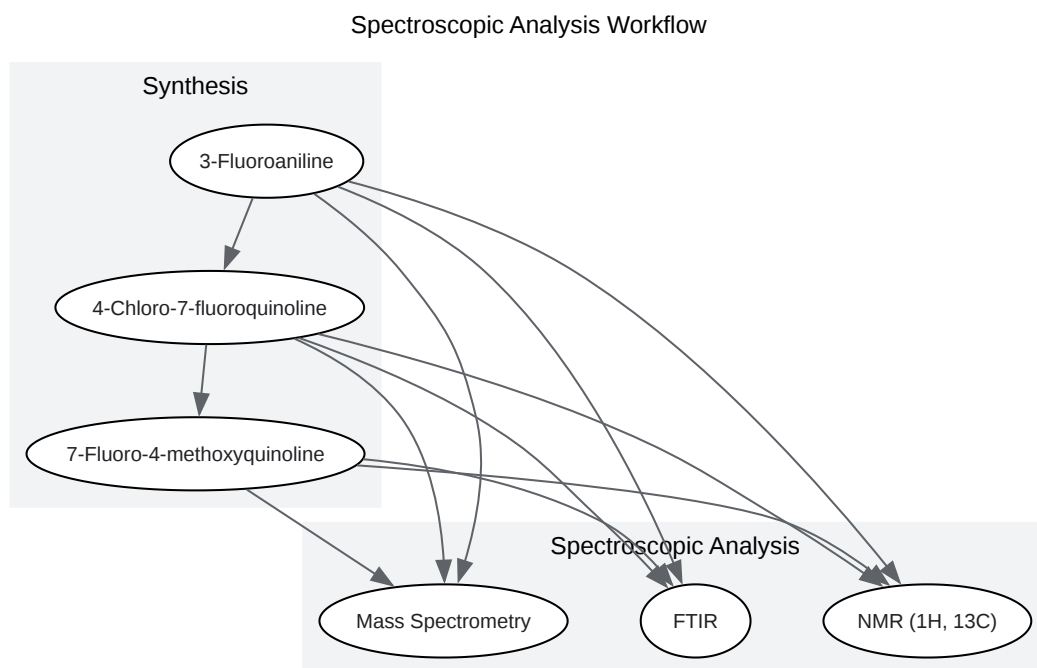 Spectroscopic Analysis Workflow
Synthesis
3-Fluoroaniline
4-Chloro-7-fluoroquinoline
7-Fluoro-4-methoxyquinoline
Spectroscopic Analysis
Mass Spectrometry
FTIR
NMR (1H, 13C)